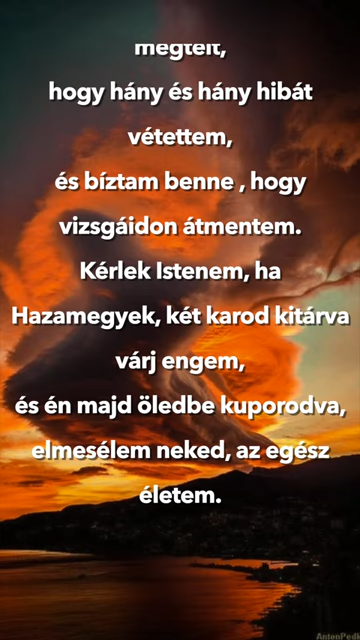 megtelt,
hogy hány és hány hibát
vétettem,
és bíztam benne , hogy
vizsgáidon átmentem.
Kérlek Istenem, ha
Hazamegyek, két karod kitárva
várj engem,
és én majd öledbe kuporodva,
elmesélem neked, az egész
életem.